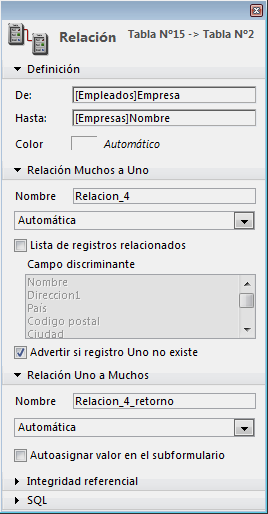 Relación Tabla Nº15 -> Tabla Nº2
Definición
De: [Empleados]Empresa
Hasta: [Empresas]Nombre
Color Automático
Relación Muchos a Uno
Nombre Relacion_4
Automática
Lista de registros relacionados
Campo discriminante
Nombre
Direccion1
Pais
Codigo postal
Ciudad
Advertir si registro Uno no existe
Relación Uno a Muchos
Nombre Relacion_4_retorno
Automática
Autoasignar valor en el subformulario
Integridad referencial
SQL